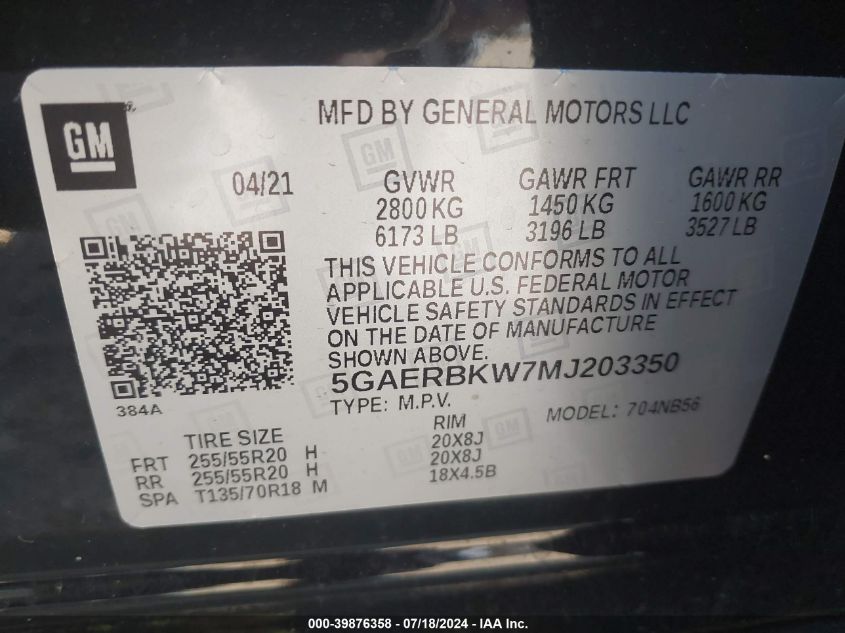 GM
MFD BY GENERAL MOTORS LLC
04/21
GVWR GAWR FRT GAWR RR
2800 KG 1450 KG 1600 KG
6173 LB 3196 LB 3527 LB
THIS VEHICLE CONFORMS TO ALL
APPLICABLE U.S. FEDERAL MOTOR
VEHICLE SAFETY STANDARDS IN EFFECT
ON THE DATE OF MANUFACTURE
SHOWN ABOVE.
5GAERBKW7MJ203350
384A
TYPE: M.P.V. MODEL: 704NB56
TIRE SIZE RIM
FRT 255/55R20 H 20X8J
RR 255/55R20 H 20X8J
SPA T135/70R18 M 18X4.5B
000-39876358 - 07/18/2024 - IAA Inc.